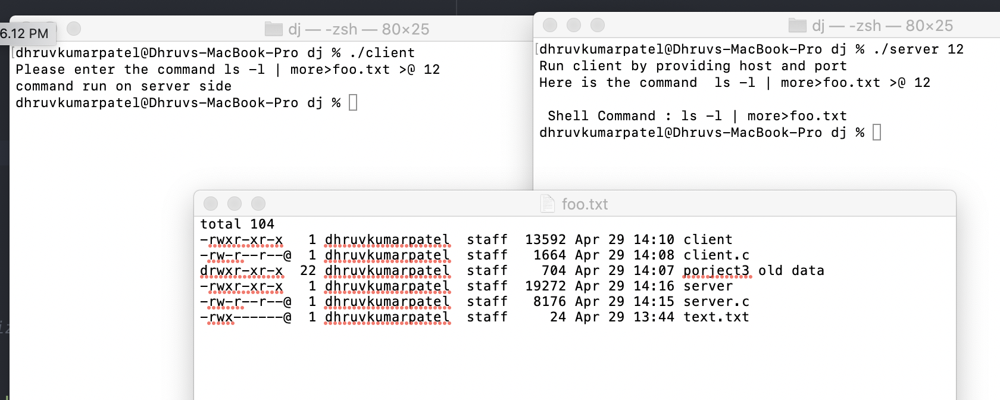 6.12 PM
dj — -zsh — 80×25
[dhruvkumarpatel@Dhruvs-MacBook-Pro dj % ./client
Please enter the command ls -l | more>foo.txt >@ 12
command run on server side
dhruvkumarpatel@Dhruvs-MacBook-Pro dj %
dj — -zsh — 80×25
[dhruvkumarpatel@Dhruvs-MacBook-Pro dj % ./server 12
Run client by providing host and port
Here is the command  ls -l | more>foo.txt >@ 12
 Shell Command : ls -l | more>foo.txt
dhruvkumarpatel@Dhruvs-MacBook-Pro dj %
foo.txt
total 104
-rwxr-xr-x   1 dhruvkumarpatel  staff  13592 Apr 29 14:10 client
-rw-r--r--@  1 dhruvkumarpatel  staff   1664 Apr 29 14:08 client.c
drwxr-xr-x  22 dhruvkumarpatel  staff    704 Apr 29 14:07 porject3 old data
-rwxr-xr-x   1 dhruvkumarpatel  staff  19272 Apr 29 14:16 server
-rw-r--r--@  1 dhruvkumarpatel  staff   8176 Apr 29 14:15 server.c
-rwx------@  1 dhruvkumarpatel  staff     24 Apr 29 13:44 text.txt